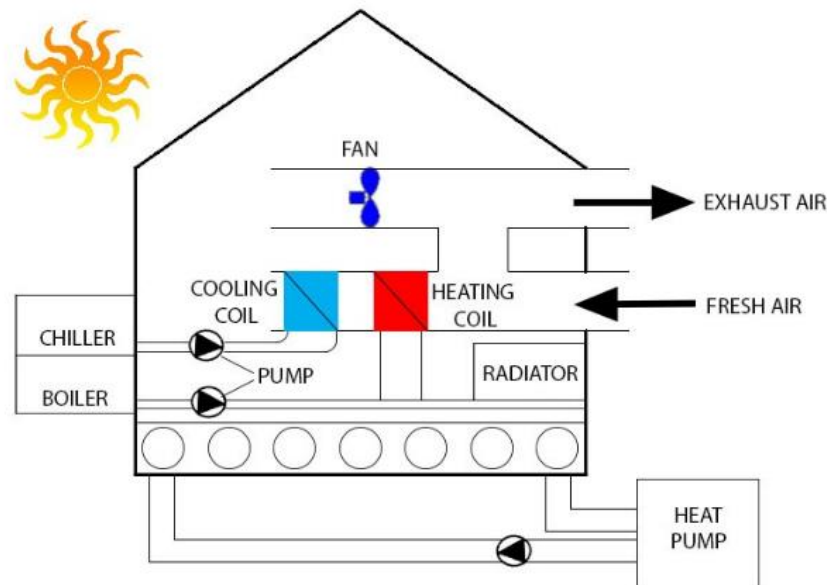 FAN
EXHAUST AIR
COOLING
COIL
HEATING
COIL
FRESH AIR
CHILLER
PUMP
RADIATOR
BOILER
HEAT
PUMP